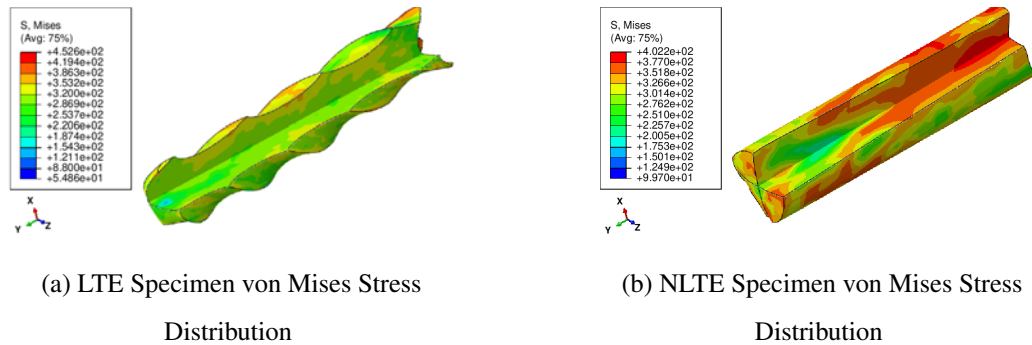 S, Mises
(Avg: 75%)
+4.526e+02
+4.194e+02
+3.863e+02
+3.532e+02
+3.200e+02
+2.869e+02
+2.537e+02
+2.206e+02
+1.874e+02
+1.543e+02
+1.211e+02
+8.800e+01
+5.486e+01
X
Y
Z
S, Mises
(Avg: 75%)
+4.022e+02
+3.770e+02
+3.518e+02
+3.266e+02
+3.014e+02
+2.762e+02
+2.510e+02
+2.257e+02
+2.005e+02
+1.753e+02
+1.501e+02
+1.249e+02
+9.970e+01
X
Y
Z
(a) LTE Specimen von Mises Stress
Distribution
(b) NLTE Specimen von Mises Stress
Distribution